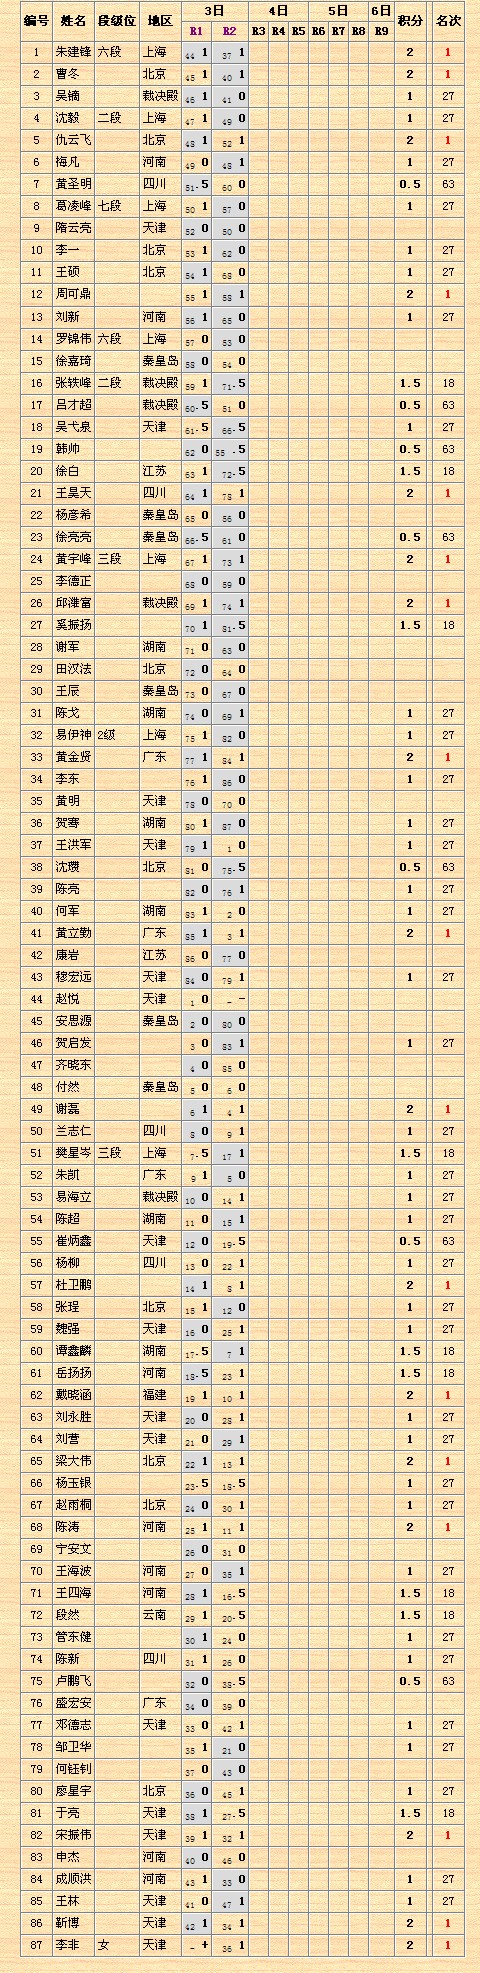 编号 姓名 段级位 地区 3日 4日 5日 6日 积分 名次
R1 R2 R3 R4 R5 R6 R7 R8 R9
1 朱建锋 六段 上海 44 1 37 1 2 1
2 曹冬 北京 45 1 40 1 2 1
3 吴镝 裁决殿 46 1 41 0 1 27
4 沈毅 二段 上海 47 1 49 0 1 27
5 仇云飞 北京 48 1 52 1 2 1
6 梅凡 河南 49 0 48 1 1 27
7 黄圣明 四川 51-5 60 0 0.5 63
8 葛凌峰 七段 上海 50 1 57 0 1 27
9 隋云亮 天津 52 0 50 0
10 李一 北京 53 1 62 0 1 27
11 王硕 北京 54 1 68 0 1 27
12 周可鼎 55 1 58 1 2 1
13 刘新 河南 56 1 65 0 1 27
14 罗锦伟 六段 上海 57 0 53 0
15 徐嘉琦 秦皇岛 58 0 54 0
16 张轶峰 二段 裁决殿 59 1 71-5 1.5 18
17 吕才超 裁决殿 60-5 51 0 0.5 63
18 吴弋泉 天津 61-5 66-5 1 27
19 韩帅 62 0 55 -5 0.5 63
20 徐白 江苏 63 1 72-5 1.5 18
21 王昊天 四川 64 1 78 1 2 1
22 杨彦希 秦皇岛 65 0 56 0
23 徐亮亮 秦皇岛 66-5 61 0 0.5 63
24 黄宇峰 三段 上海 67 1 73 1 2 1
25 李德正 68 0 59 0
26 邱潍富 裁决殿 69 1 74 1 2 1
27 奚振扬 70 1 81-5 1.5 18
28 谢军 湖南 71 0 63 0
29 田汉法 北京 72 0 64 0
30 王辰 秦皇岛 73 0 67 0
31 陈戈 湖南 74 0 69 1 1 27
32 易伊神 2级 上海 75 1 82 0 1 27
33 黄金贤 广东 77 1 84 1 2 1
34 李东 76 1 86 0 1 27
35 黄明 天津 78 0 70 0
36 贺骞 湖南 80 1 87 0 1 27
37 王洪军 天津 79 1 1 0 1 27
38 沈瓒 北京 81 0 75-5 0.5 63
39 陈亮 82 0 76 1 1 27
40 何军 湖南 83 1 2 0 1 27
41 黄立勤 广东 85 1 3 1 2 1
42 康岩 江苏 86 0 77 0
43 穆宏远 天津 84 0 79 1 1 27
44 赵悦 天津 1 0 - -
45 安思源 秦皇岛 2 0 80 0
46 贺启发 3 0 83 1 1 27
47 齐晓东 4 0 85 0
48 付然 秦皇岛 5 0 6 0
49 谢磊 6 1 4 1 2 1
50 兰志仁 四川 8 0 9 1 1 27
51 樊星岑 三段 上海 7-5 17 1 1.5 18
52 朱凯 广东 9 1 5 0 1 27
53 易海立 裁决殿 10 0 14 1 1 27
54 陈超 湖南 11 0 15 1 1 27
55 崔炳鑫 天津 12 0 19-5 0.5 63
56 杨柳 四川 13 0 22 1 1 27
57 杜卫鹏 14 1 8 1 2 1
58 张珵 北京 15 1 12 0 1 27
59 魏强 天津 16 0 25 1 1 27
60 谭鑫麟 湖南 17-5 7 1 1.5 18
61 岳扬扬 河南 18-5 23 1 1.5 18
62 戴晓涵 福建 19 1 10 1 2 1
63 刘永胜 天津 20 0 28 1 1 27
64 刘营 天津 21 0 29 1 1 27
65 梁大伟 北京 22 1 13 1 2 1
66 杨玉银 23-5 18-5 1 27
67 赵雨桐 北京 24 0 30 1 1 27
68 陈涛 河南 25 1 11 1 2 1
69 宁安文 26 0 31 0
70 王海波 河南 27 0 35 1 1 27
71 王四海 河南 28 1 16-5 1.5 18
72 段然 云南 29 1 20-5 1.5 18
73 管东健 30 1 24 0 1 27
74 陈新 四川 31 1 26 0 1 27
75 卢鹏飞 32 0 38-5 0.5 63
76 盛宏安 广东 34 0 39 0
77 邓德志 天津 33 0 42 1 1 27
78 邹卫华 35 1 21 0 1 27
79 何钰钊 37 0 43 0
80 廖星宇 北京 36 0 45 1 1 27
81 于亮 天津 38 1 27-5 1.5 18
82 宋振伟 天津 39 1 32 1 2 1
83 申杰 河南 40 0 46 0
84 成顺洪 河南 43 1 33 0 1 27
85 王林 天津 41 0 47 1 1 27
86 靳博 天津 42 1 34 1 2 1
87 李非 女 天津 - + 36 1 2 1